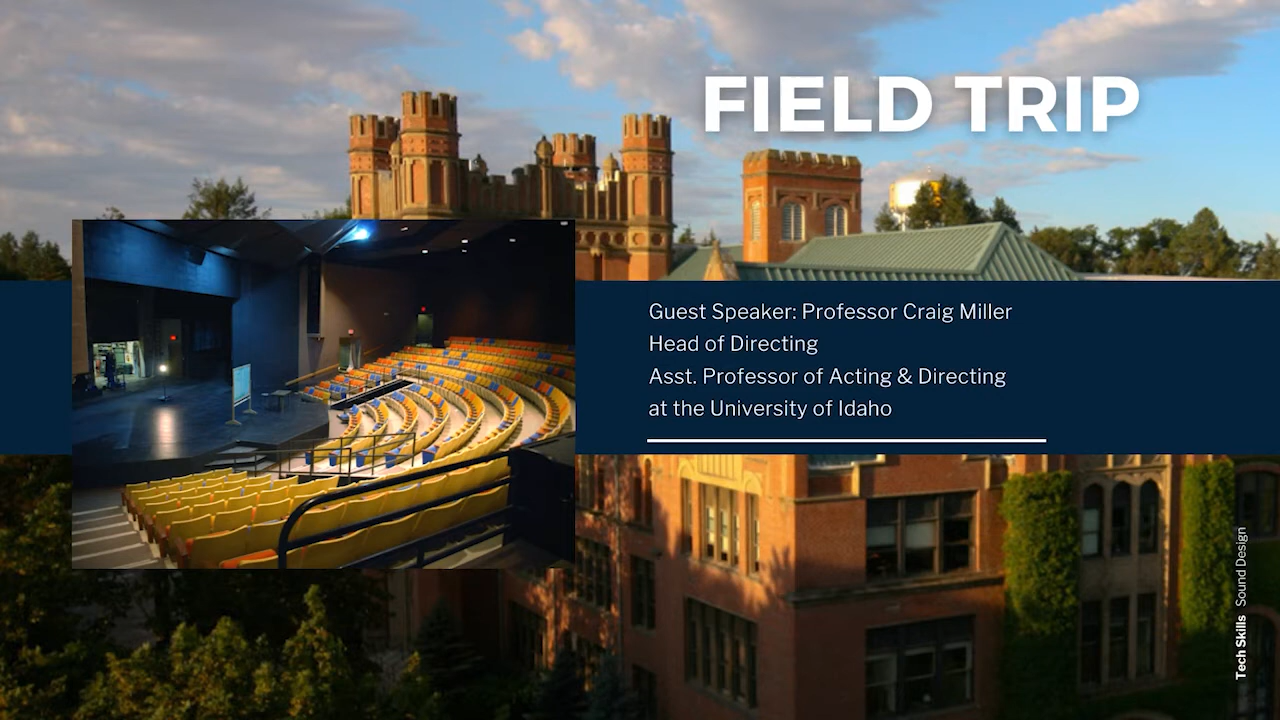 FIELD TRIP
Guest Speaker: Professor Craig Miller
Head of Directing
Asst. Professor of Acting & Directing
at the University of Idaho
Tech Skills Sound Design